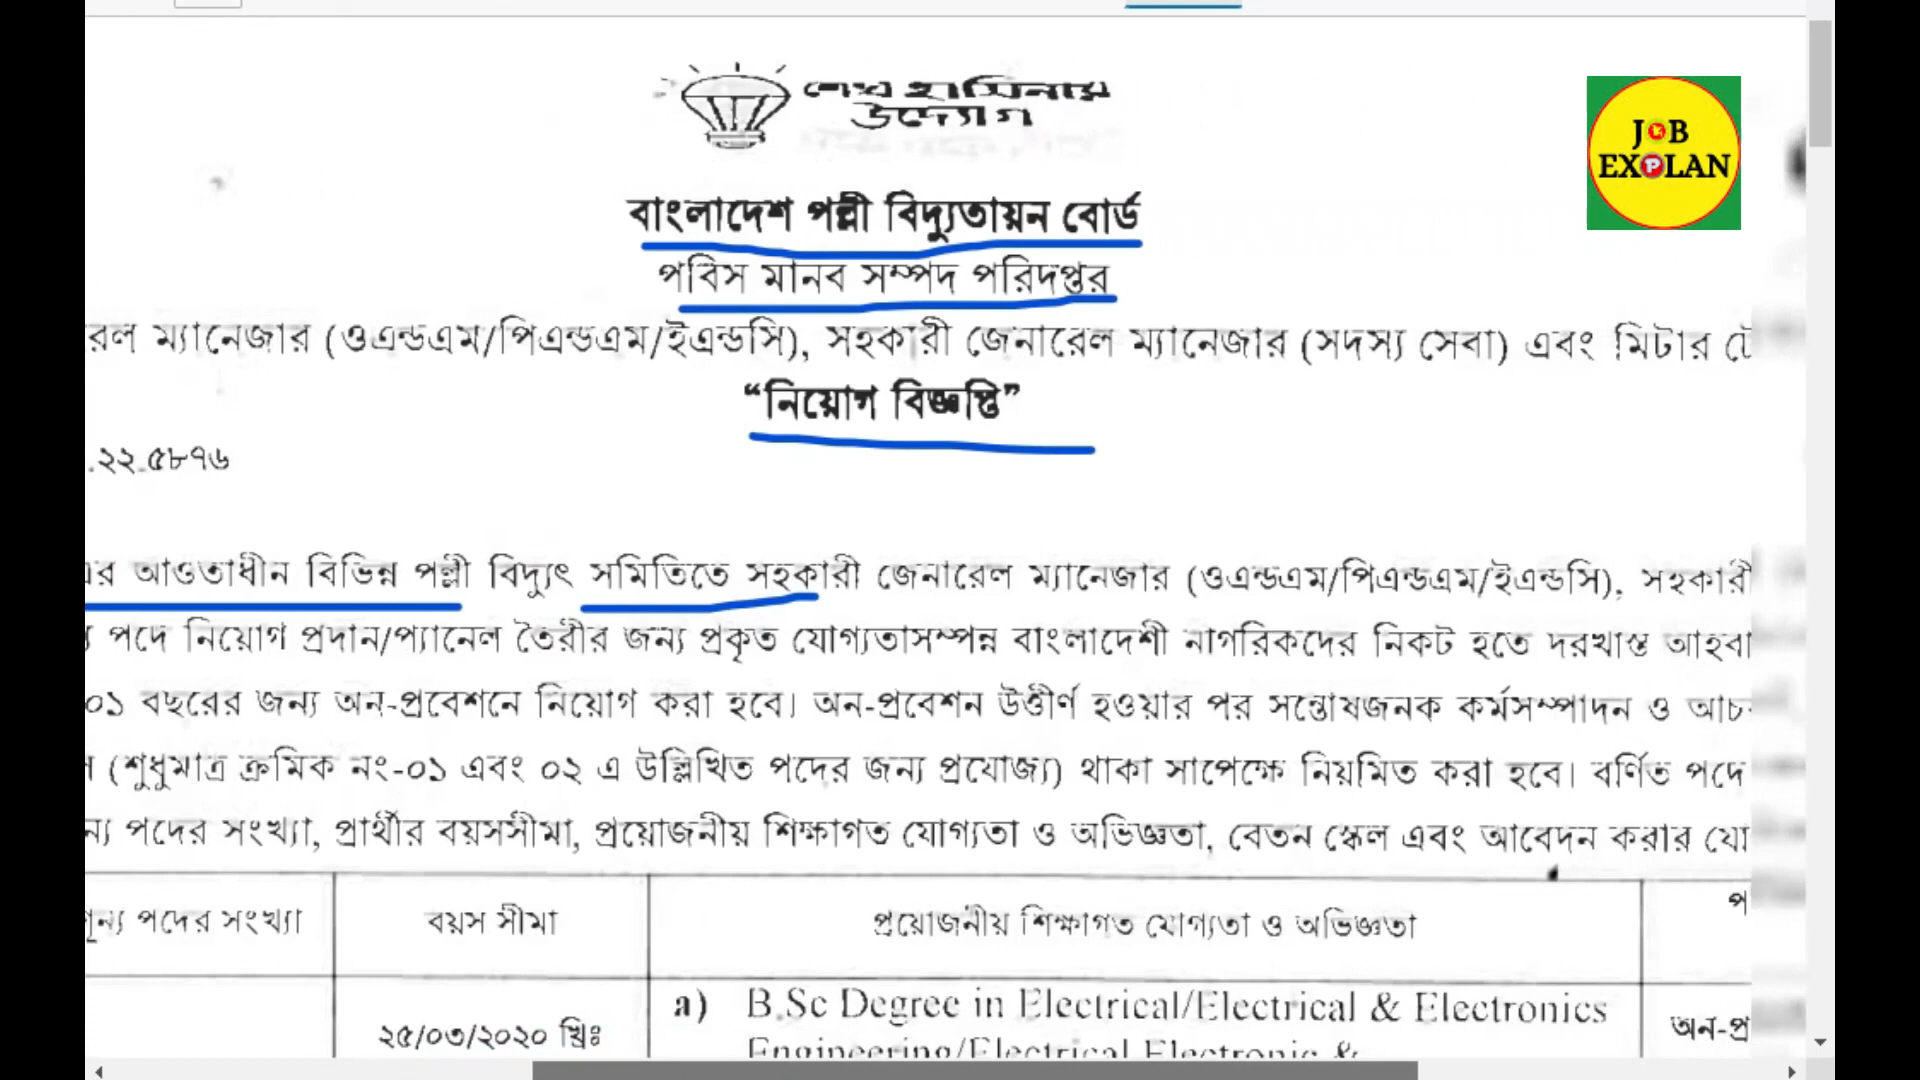 শেখ হাসিনার
উদ্যোগ
JOB
EXPLAN
বাংলাদেশ পল্লী বিদ্যুতায়ন বোর্ড
পবিস মানব সম্পদ পরিদপ্তর
রল ম্যানেজার (ওএন্ডএম/পিএন্ডএম/ইএন্ডসি), সহকারী জেনারেল ম্যানেজার (সদস্য সেবা) এবং মিটার টে
“নিয়োগ বিজ্ঞপ্তি”
.২২.৫৮৭৬
এর আওতাধীন বিভিন্ন পল্লী বিদ্যুৎ সমিতিতে সহকারী জেনারেল ম্যানেজার (ওএন্ডএম/পিএন্ডএম/ইএন্ডসি), সহকারী
পদে নিয়োগ প্রদান/প্যানেল তৈরীর জন্য প্রকৃত যোগ্যতাসম্পন্ন বাংলাদেশী নাগরিকদের নিকট হতে দরখাস্ত আহবা
০১ বছরের জন্য অন-প্রবেশনে নিয়োগ করা হবে। অন-প্রবেশন উত্তীর্ণ হওয়ার পর সন্তোষজনক কর্মসম্পাদন ও আচ
(শুধুমাত্র ক্রমিক নং-০১ এবং ০২ এ উল্লিখিত পদের জন্য প্রযোজ্য) থাকা সাপেক্ষে নিয়মিত করা হবে। বর্ণিত পদে
ন্য পদের সংখ্যা, প্রার্থীর বয়সসীমা, প্রয়োজনীয় শিক্ষাগত যোগ্যতা ও অভিজ্ঞতা, বেতন স্কেল এবং আবেদন করার যো
শূন্য পদের সংখ্যা
বয়স সীমা
প্রয়োজনীয় শিক্ষাগত যোগ্যতা ও অভিজ্ঞতা
প
২৫/০৩/২০২০ খ্রিঃ
a) B.Sc Degree in Electrical/Electrical & Electronics
Engineering/Electrical Electronic &
অন-প্র